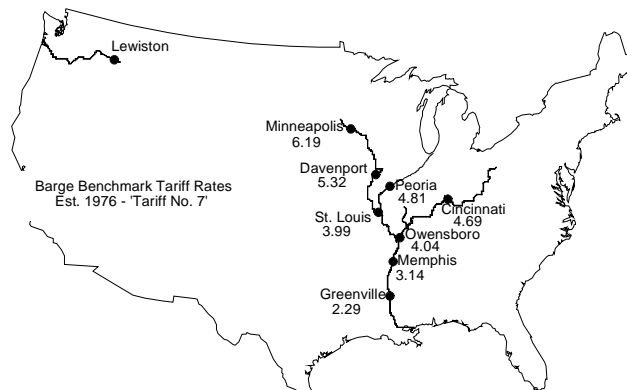 Lewiston
Minneapolis
6.19
Davenport
5.32
Barge Benchmark Tariff Rates
Est. 1976 - 'Tariff No. 7'
Peoria
4.81
Cincinnati
4.69
St. Louis
3.99
Owensboro
4.04
Memphis
3.14
Greenville
2.29